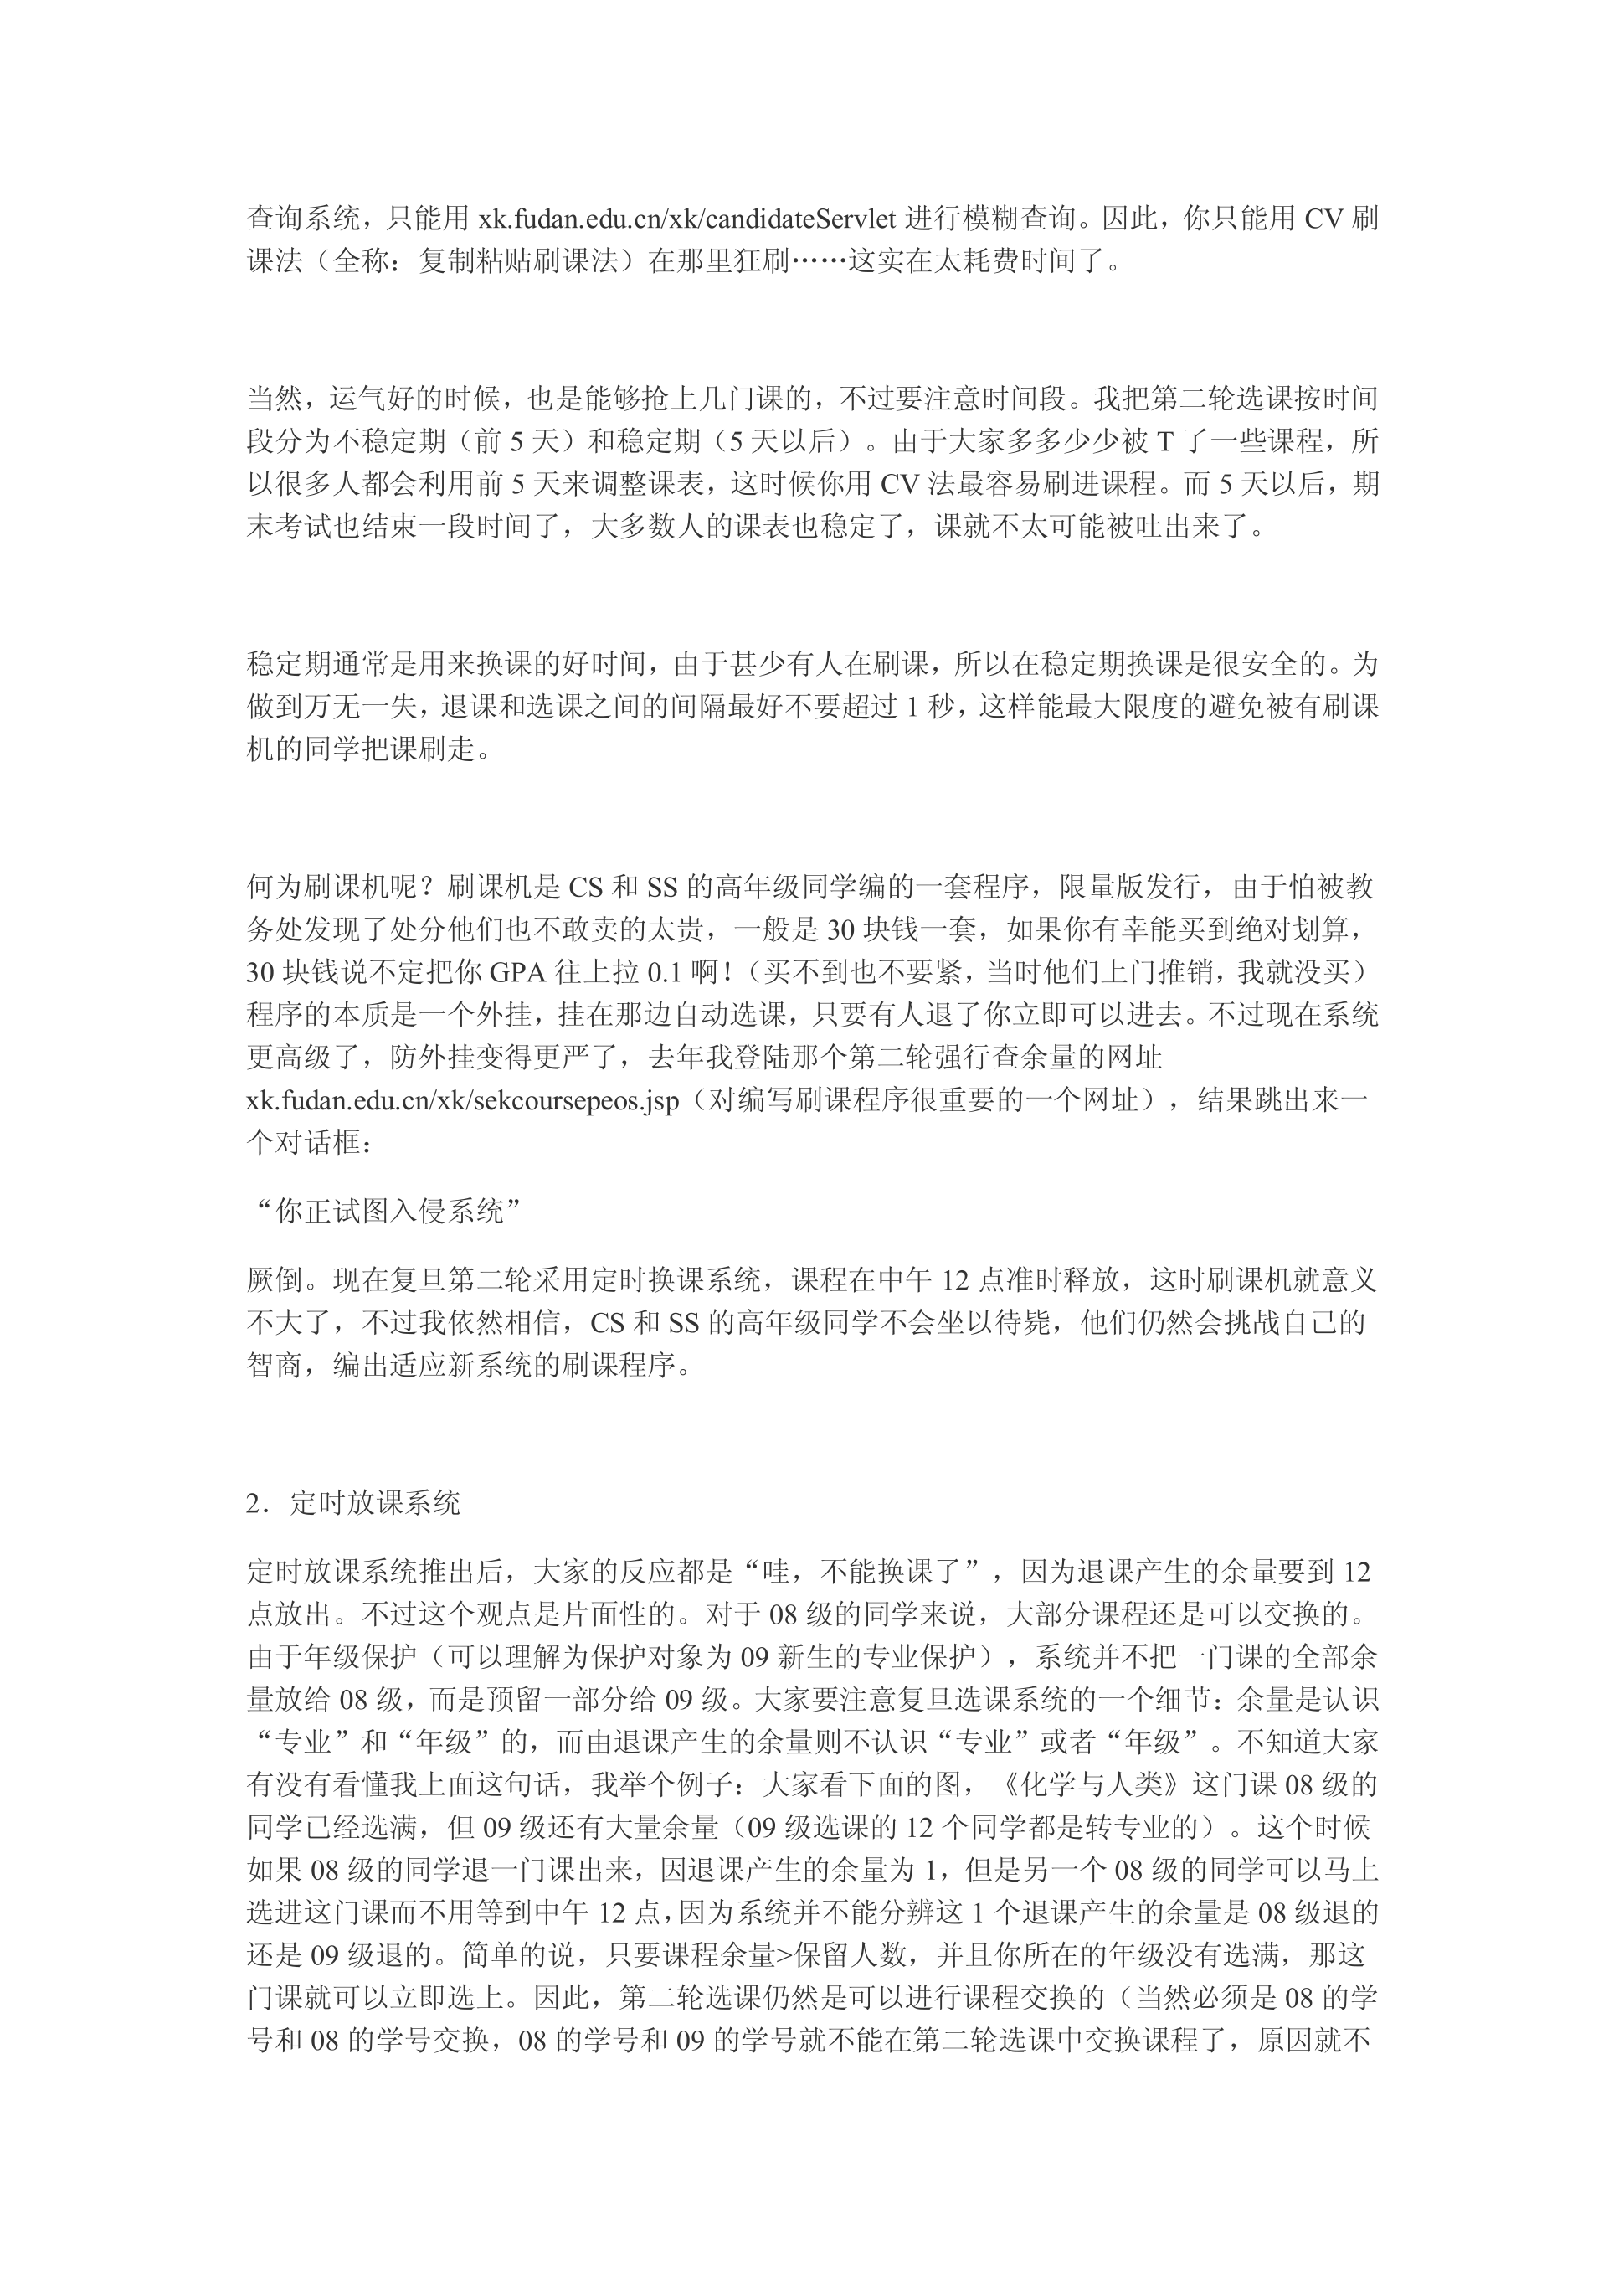 查询系统，只能用 xk.fudan.edu.cn/xk/candidateServlet 进行模糊查询。因此，你只能用 CV 刷
课法（全称：复制粘贴刷课法）在那里狂刷……这实在太耗费时间了。
当然，运气好的时候，也是能够抢上几门课的，不过要注意时间段。我把第二轮选课按时间
段分为不稳定期（前 5 天）和稳定期（5 天以后）。由于大家多多少少被 T 了一些课程，所
以很多人都会利用前 5 天来调整课表，这时候你用 CV 法最容易刷进课程。而 5 天以后，期
末考试也结束一段时间了，大多数人的课表也稳定了，课就不太可能被吐出来了。
稳定期通常是用来换课的好时间，由于甚少有人在刷课，所以在稳定期换课是很安全的。为
做到万无一失，退课和选课之间的间隔最好不要超过 1 秒，这样能最大限度的避免被有刷课
机的同学把课刷走。
何为刷课机呢？刷课机是 CS 和 SS 的高年级同学编的一套程序，限量版发行，由于怕被教
务处发现了处分他们也不敢卖的太贵，一般是 30 块钱一套，如果你有幸能买到绝对划算，
30 块钱说不定把你 GPA 往上拉 0.1 啊！（买不到也不要紧，当时他们上门推销，我就没买）
程序的本质是一个外挂，挂在那边自动选课，只要有人退了你立即可以进去。不过现在系统
更高级了，防外挂变得更严了，去年我登陆那个第二轮强行查余量的网址
xk.fudan.edu.cn/xk/sekcoursepeos.jsp（对编写刷课程序很重要的一个网址），结果跳出来一
个对话框：
“你正试图入侵系统”
厥倒。现在复旦第二轮采用定时换课系统，课程在中午 12 点准时释放，这时刷课机就意义
不大了，不过我依然相信，CS 和 SS 的高年级同学不会坐以待毙，他们仍然会挑战自己的
智商，编出适应新系统的刷课程序。
2．定时放课系统
定时放课系统推出后，大家的反应都是“哇，不能换课了”，因为退课产生的余量要到 12
点放出。不过这个观点是片面性的。对于 08 级的同学来说，大部分课程还是可以交换的。
由于年级保护（可以理解为保护对象为 09 新生的专业保护），系统并不把一门课的全部余
量放给 08 级，而是预留一部分给 09 级。大家要注意复旦选课系统的一个细节：余量是认识
“专业”和“年级”的，而由退课产生的余量则不认识“专业”或者“年级”。不知道大家
有没有看懂我上面这句话，我举个例子：大家看下面的图，《化学与人类》这门课 08 级的
同学已经选满，但 09 级还有大量余量（09 级选课的 12 个同学都是转专业的）。这个时候
如果 08 级的同学退一门课出来，因退课产生的余量为 1，但是另一个 08 级的同学可以马上
选进这门课而不用等到中午 12 点，因为系统并不能分辨这 1 个退课产生的余量是 08 级退的
还是 09 级退的。简单的说，只要课程余量>保留人数，并且你所在的年级没有选满，那这
门课就可以立即选上。因此，第二轮选课仍然是可以进行课程交换的（当然必须是 08 的学
号和 08 的学号交换，08 的学号和 09 的学号就不能在第二轮选课中交换课程了，原因就不